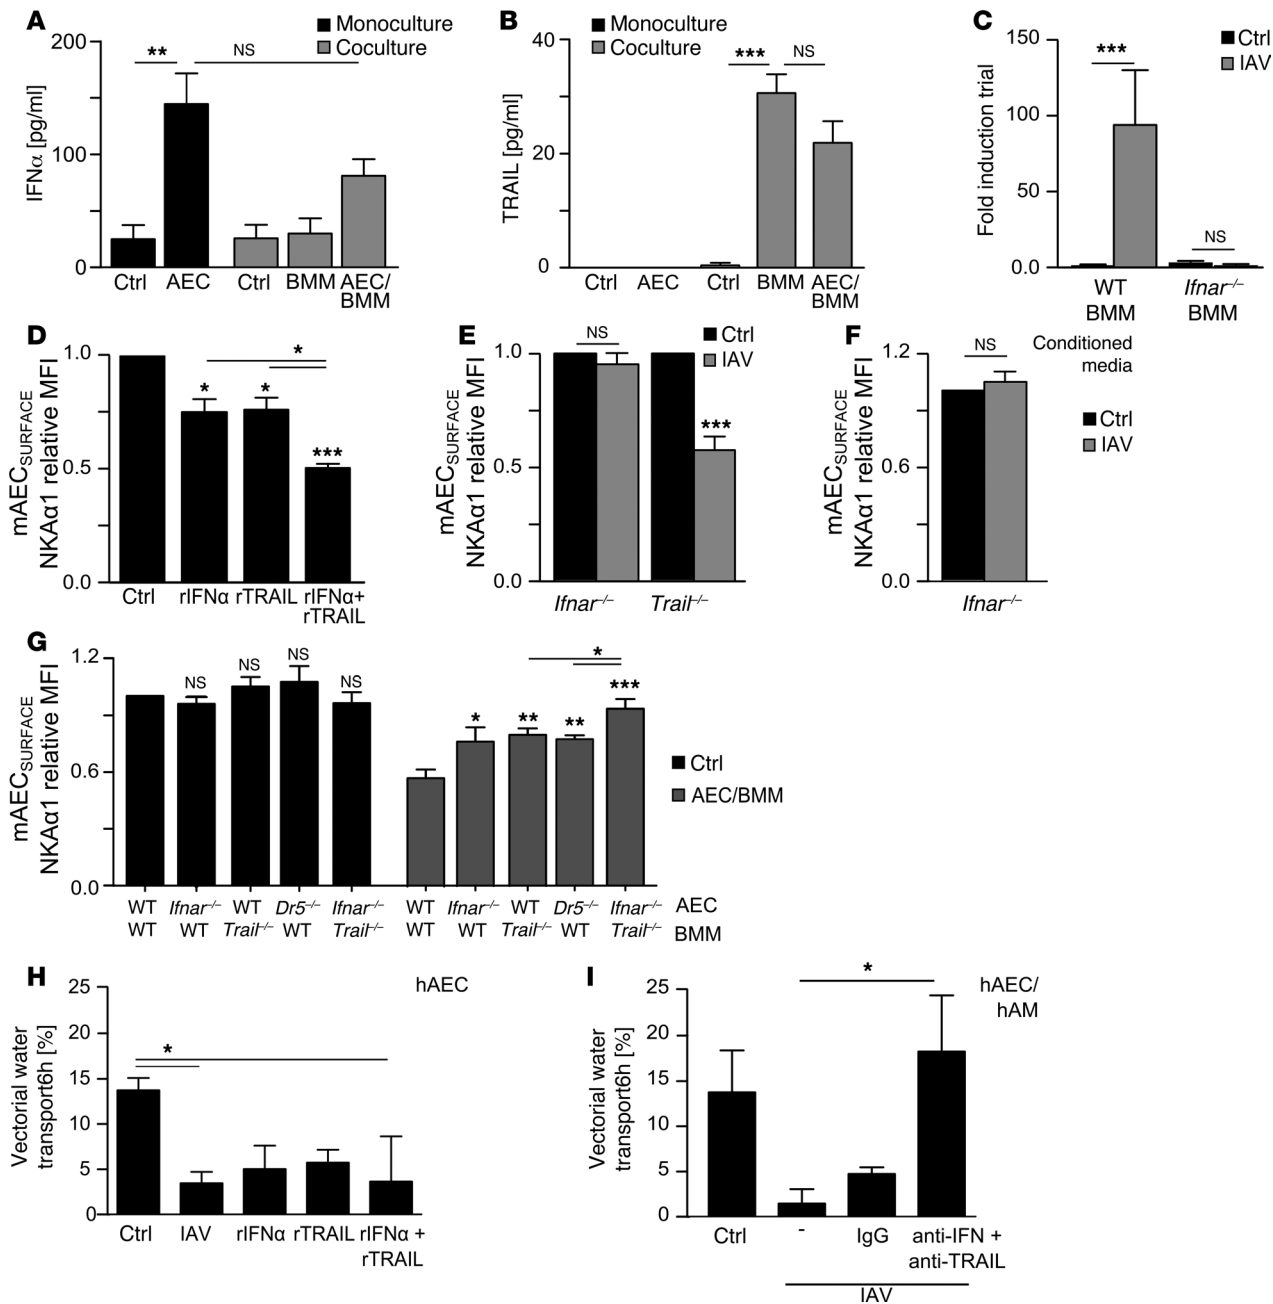 A
Monoculture
Coculture
IFNα [pg/ml]
200
100
0
**
NS
Ctrl
AEC
Ctrl
BMM
AEC/
BMM
B
Monoculture
Coculture
TRAIL [pg/ml]
40
20
0
***
NS
Ctrl
AEC
Ctrl
BMM
AEC/
BMM
C
Ctrl
IAV
Fold induction trial
150
100
50
0.0
***
NS
WT
BMM
Ifnar–/–
BMM
D
mAECSURFACE
NKAα1 relative MFI
1.0
0.5
0.0
*
*
*
***
Ctrl
rIFNα
rTRAIL
rIFNα+
rTRAIL
E
Ctrl
IAV
mAECSURFACE
NKAα1 relative MFI
1.0
0.5
0.0
NS
***
Ifnar–/–
Trail–/–
F
Conditioned
media
Ctrl
IAV
mAECSURFACE
NKAα1 relative MFI
1.2
0.6
0.0
NS
Ifnar–/–
G
mAECSURFACE
NKAα1 relative MFI
1.2
0.6
0.0
NS
NS
NS
NS
*
**
**
***
*
Ctrl
AEC/BMM
WT Ifnar–/– WT Dr5–/– Ifnar–/– WT Ifnar–/– WT Dr5–/– Ifnar–/– AEC
WT WT Trail–/– WT Trail–/– WT WT Trail–/– WT Trail–/– BMM
H
hAEC
Vectorial water
transport6h [%]
25
20
15
10
5
0
*
Ctrl
IAV
rIFNα
rTRAIL
rIFNα +
rTRAIL
I
hAEC/
hAM
Vectorial water
transport6h [%]
25
20
15
10
5
0
*
Ctrl
-
IgG
anti-IFN +
anti-TRAIL
IAV